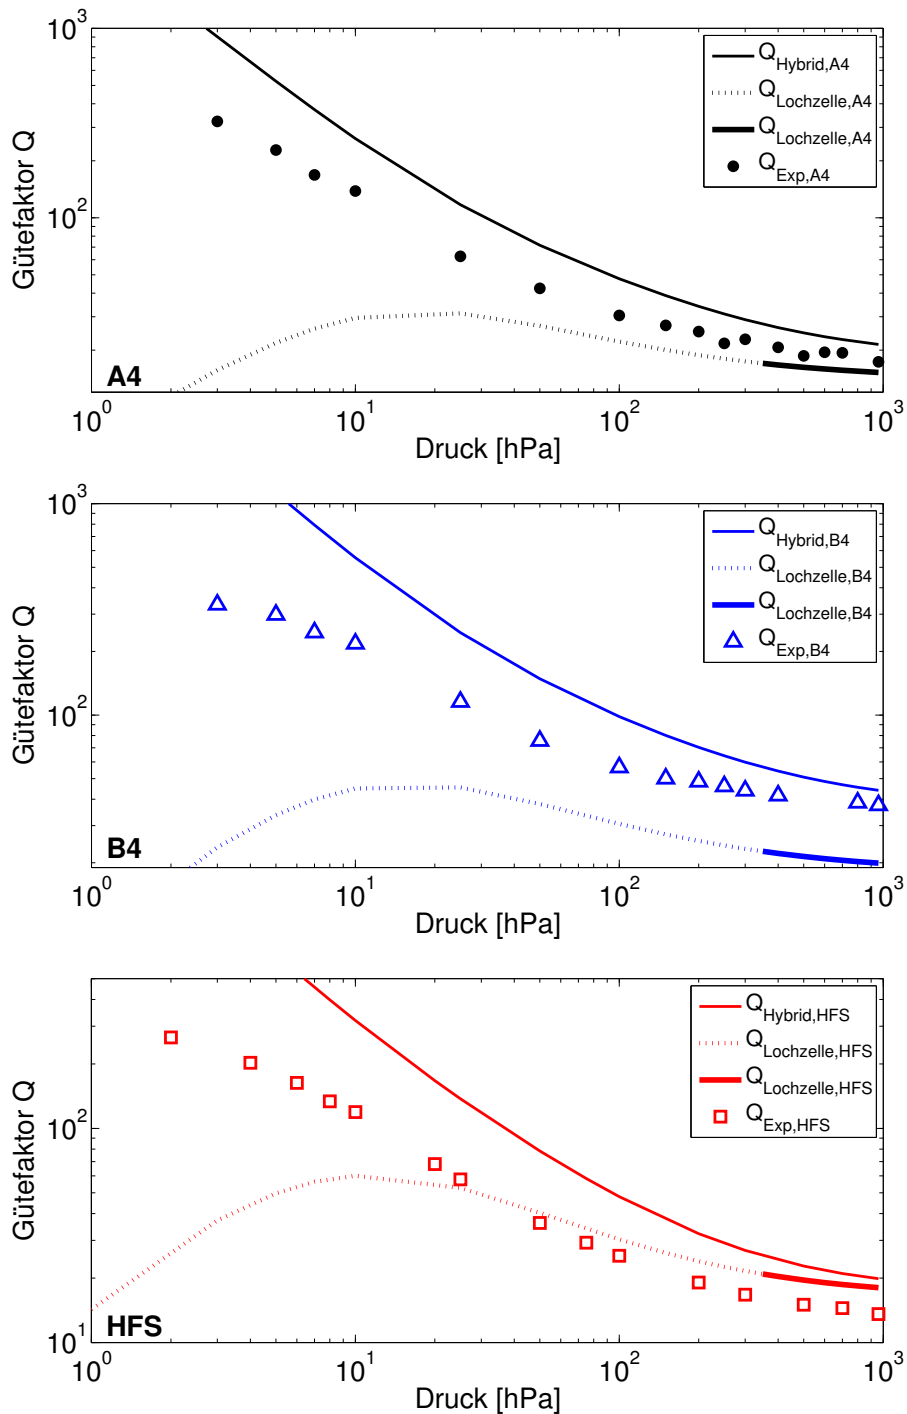 10^3
10^2
Gütefaktor Q
Q_Hybrid,A4
Q_Lochzelle,A4
Q_Lochzelle,A4
Q_Exp,A4
A4
10^0 10^1 10^2 10^3
Druck [hPa]
10^3
10^2
Gütefaktor Q
Q_Hybrid,B4
Q_Lochzelle,B4
Q_Lochzelle,B4
Q_Exp,B4
B4
10^0 10^1 10^2 10^3
Druck [hPa]
10^2
10^1
Gütefaktor Q
Q_Hybrid,HFS
Q_Lochzelle,HFS
Q_Lochzelle,HFS
Q_Exp,HFS
HFS
10^0 10^1 10^2 10^3
Druck [hPa]